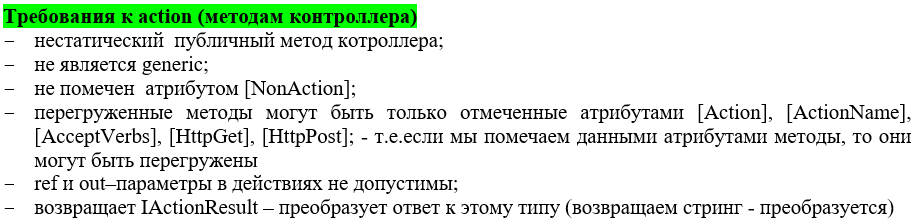 Требования к action (методам контроллера)
– нестатический публичный метод котроллера;
– не является generic;
– не помечен атрибутом [NonAction];
– перегруженные методы могут быть только отмеченные атрибутами [Action], [ActionName],
[AcceptVerbs], [HttpGet], [HttpPost]; - т.е.если мы помечаем данными атрибутами методы, то они
могут быть перегружены
– ref и out–параметры в действиях не допустимы;
– возвращает IActionResult – преобразует ответ к этому типу (возвращаем стринг - преобразуется)